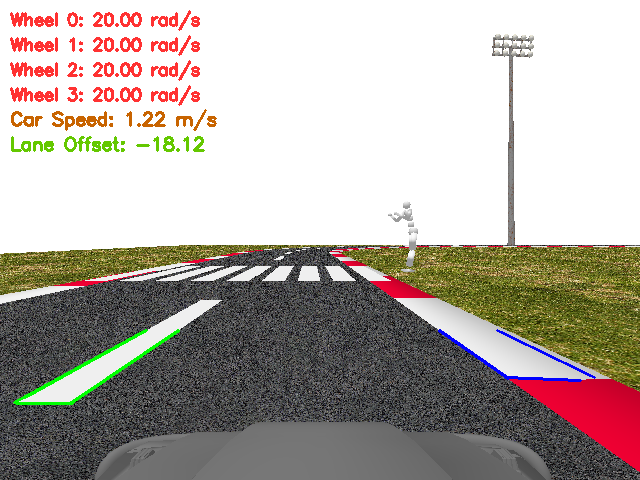 Wheel 0: 20.00 rad/s
Wheel 1: 20.00 rad/s
Wheel 2: 20.00 rad/s
Wheel 3: 20.00 rad/s
Car Speed: 1.22 m/s
Lane Offset: -18.12